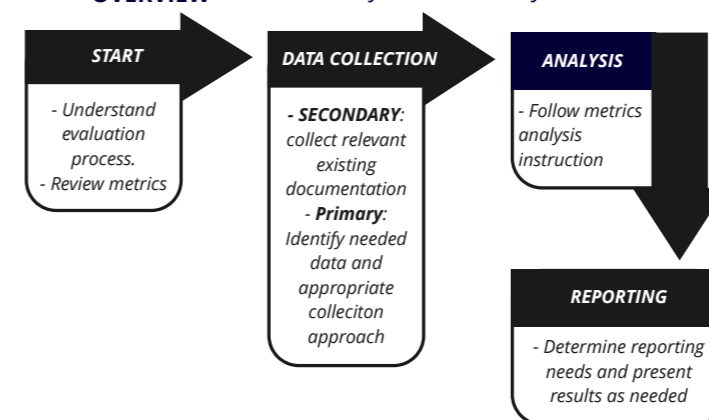 OVERVIEW
START
- Understand
evaluation
process.
- Review metrics
DATA COLLECTION
- SECONDARY:
collect relevant
existing
documentation
- Primary:
Identify needed
data and
appropriate
colleciton
approach
ANALYSIS
- Follow metrics
analysis
instruction
REPORTING
- Determine reporting
needs and present
results as needed